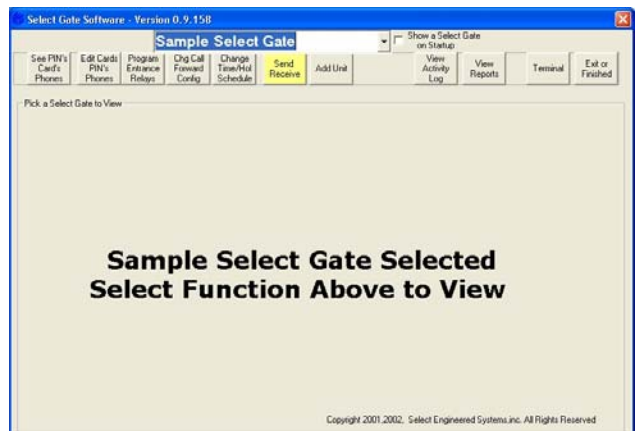 Select Gate Software - Version 0.9.158
Sample Select Gate
Show a Select Gate
on Startup
See PIN's
Card's
Phones
Edit Cards
PIN's
Phones
Program
Entrance
Relays
Chg Call
Forward
Config
Change
Time/Hol
Schedule
Send
Receive
Add Unit
View
Activity
Log
View
Reports
Terminal
Exit or
Finished
Pick a Select Gate to View
Sample Select Gate Selected
Select Function Above to View
Copyright 2001,2002, Select Engineered Systems,inc. All Rights Reserved